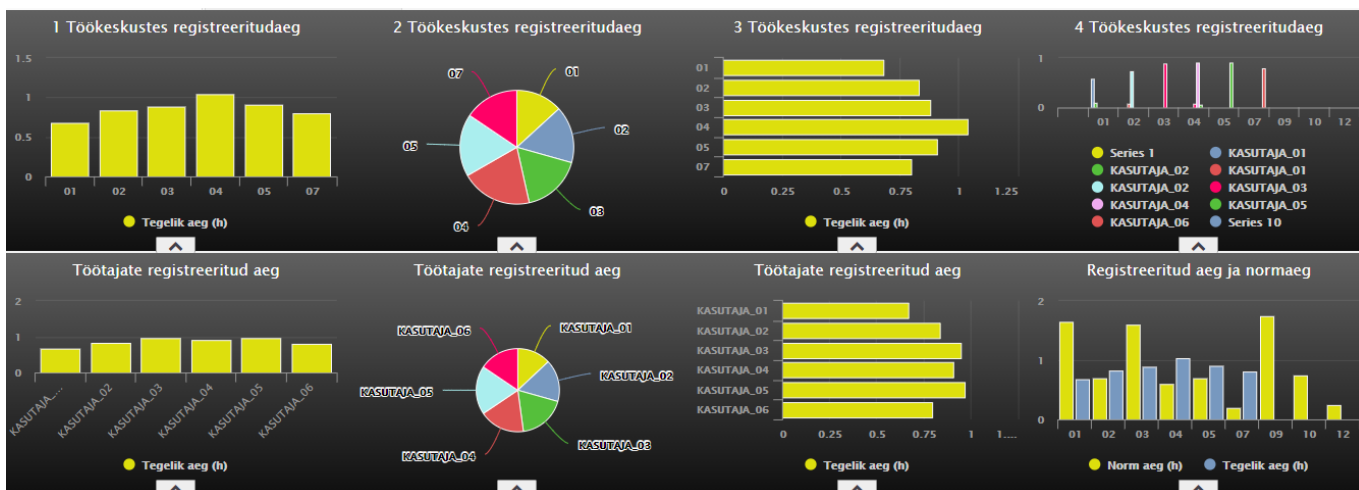 1 Töökeskustes registreeritudaeg
1.5
1
0.5
0
01 02 03 04 05 07
Tegelik aeg (h)
2 Töökeskustes registreeritudaeg
07 01
02
05
03
04
3 Töökeskustes registreeritudaeg
01
02
03
04
05
07
0 0.25 0.5 0.75 1 1.25
Tegelik aeg (h)
4 Töökeskustes registreeritudaeg
1
0
01 02 03 04 05 07 09 10 12
Series 1 KASUTAJA_01
KASUTAJA_02 KASUTAJA_01
KASUTAJA_02 KASUTAJA_03
KASUTAJA_04 KASUTAJA_05
KASUTAJA_06 Series 10
Töötajate registreeritud aeg
2
1
0
KASUTAJA_... KASUTAJA_02 KASUTAJA_03 KASUTAJA_04 KASUTAJA_05 KASUTAJA_06
Tegelik aeg (h)
Töötajate registreeritud aeg
KASUTAJA_06 KASUTAJA_01
KASUTAJA_02
KASUTAJA_05
KASUTAJA_03
KASUTAJA_04
Töötajate registreeritud aeg
KASUTAJA_01
KASUTAJA_02
KASUTAJA_03
KASUTAJA_04
KASUTAJA_05
KASUTAJA_06
0 0.25 0.5 0.75 1 1....
Tegelik aeg (h)
Registreeritud aeg ja normaeg
2
1
0
01 02 03 04 05 07 09 10 12
Norm aeg (h) Tegelik aeg (h)